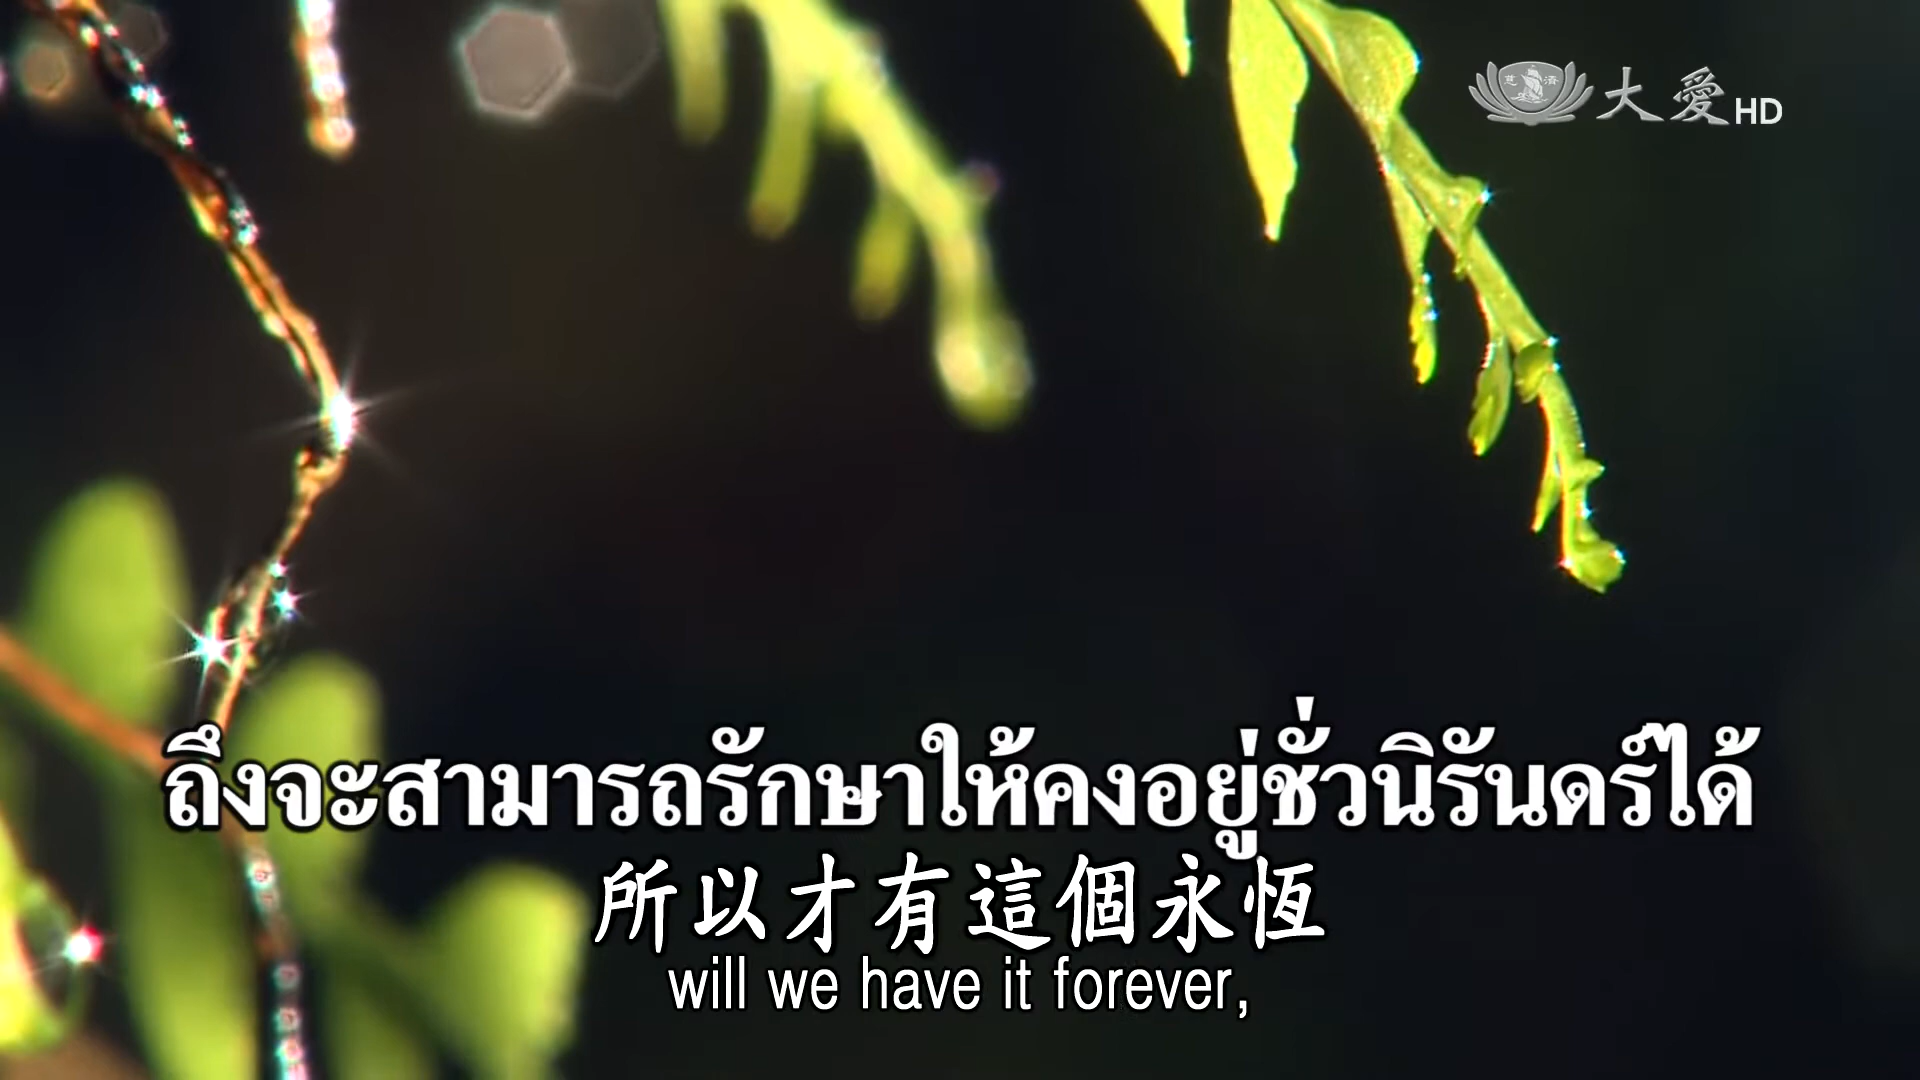 大愛HD
ถึงจะสามารถรักษาให้คงอยู่ชั่วนิรันดร์ได้
所以才有這個永恆
will we have it forever,